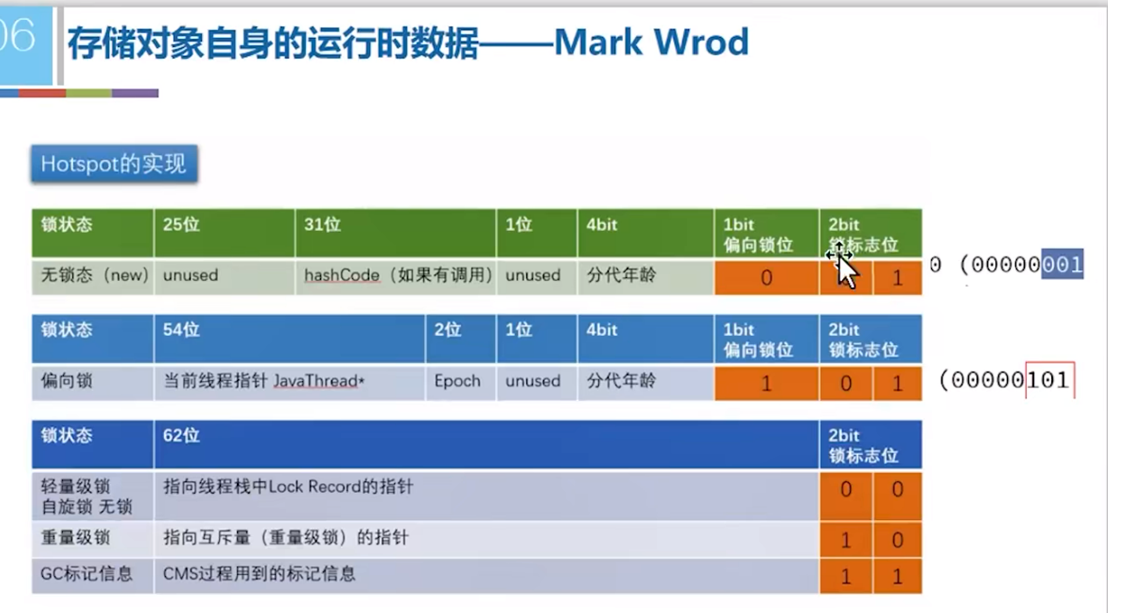 06
存储对象自身的运行时数据——Mark Wrod
Hotspot的实现
锁状态 25位 31位 1位 4bit 1bit 偏向锁位 2bit 锁标志位
无锁态（new） unused hashCode（如果有调用） unused 分代年龄 0 1
0 (00000001
锁状态 54位 2位 1位 4bit 1bit 偏向锁位 2bit 锁标志位
偏向锁 当前线程指针 JavaThread* Epoch unused 分代年龄 1 0 1
(00000101
锁状态 62位 2bit 锁标志位
轻量级锁 自旋锁 无锁 指向线程栈中Lock Record的指针 0 0
重量级锁 指向互斥量（重量级锁）的指针 1 0
GC标记信息 CMS过程用到的标记信息 1 1